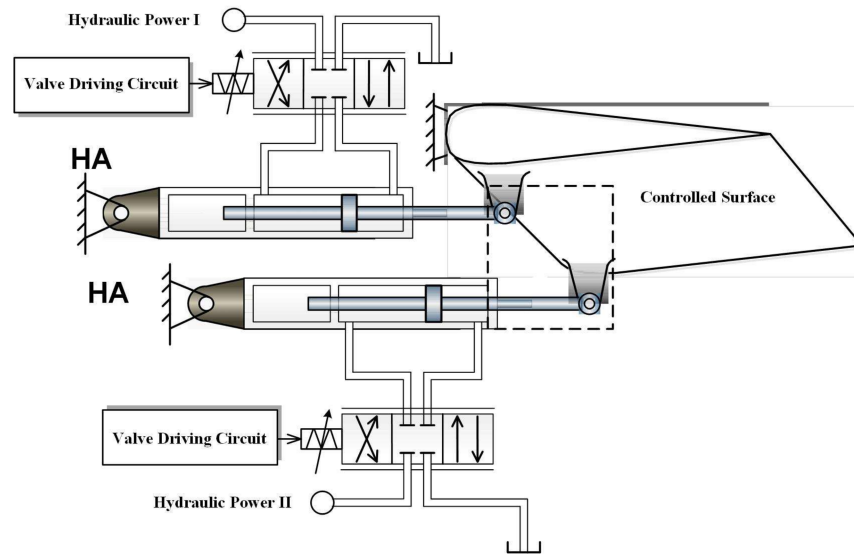 Hydraulic Power I
Valve Driving Circuit
HA
Controlled Surface
HA
Valve Driving Circuit
Hydraulic Power II